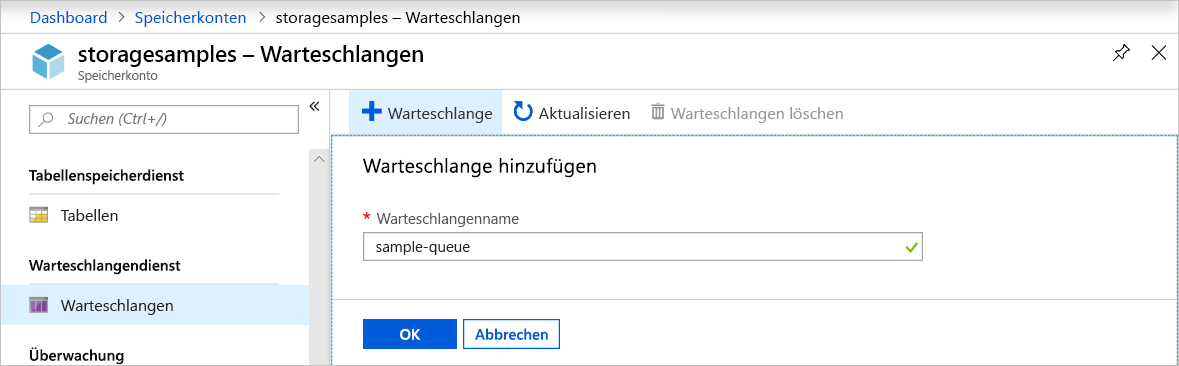 Dashboard > Speicherkonten > storagesamples – Warteschlangen
storagesamples – Warteschlangen
Speicherkonto
Suchen (Ctrl+/)
«
Tabellenspeicherdienst
Tabellen
Warteschlangendienst
Warteschlangen
Überwachung
Warteschlange Aktualisieren Warteschlangen löschen
Warteschlange hinzufügen
* Warteschlangenname
sample-queue
OK Abbrechen